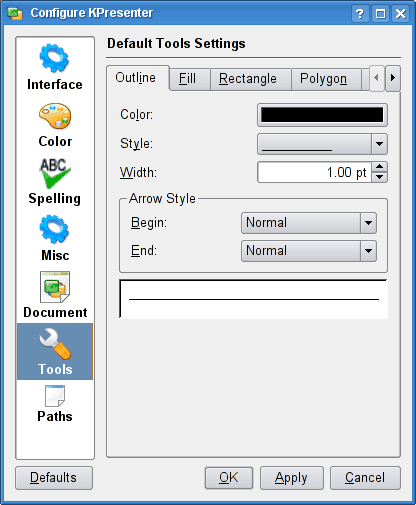 Configure KPresenter
Default Tools Settings
Interface
Color
ABC
Spelling
Misc
Document
Tools
Paths
Outline Fill Rectangle Polygon
Color:
Style:
Width: 1.00 pt
Arrow Style
Begin: Normal
End: Normal
Defaults OK Apply Cancel